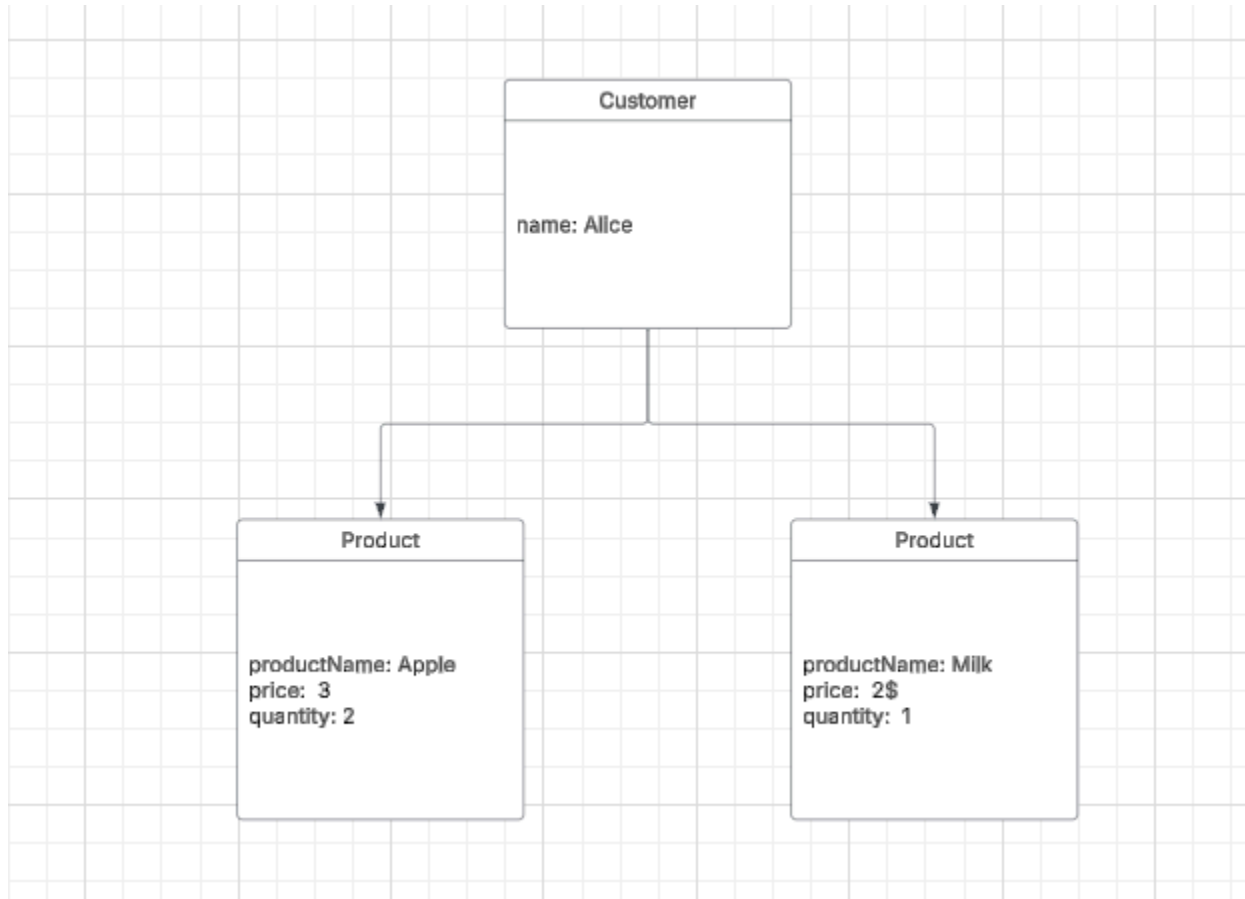 Customer
name: Alice
Product
productName: Apple
price: 3
quantity: 2
Product
productName: Milk
price: 2$
quantity: 1